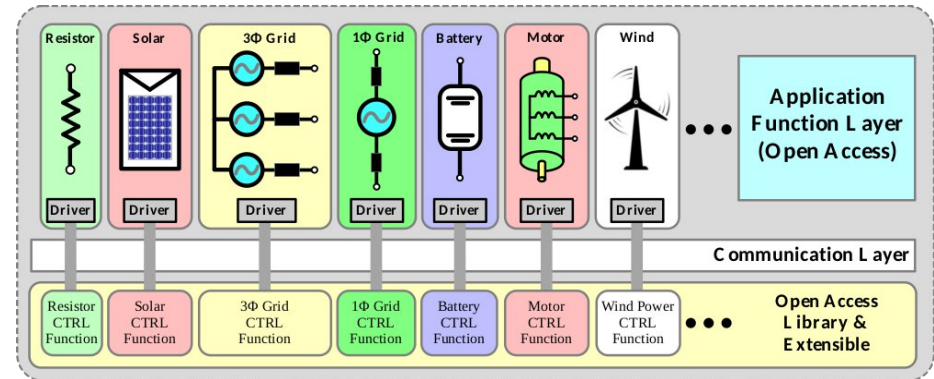 Resistor
Solar
3Φ Grid
1Φ Grid
Battery
Motor
Wind
Application
Function Layer
(Open Access)
Driver
Driver
Driver
Driver
Driver
Driver
Driver
Communication Layer
Resistor
CTRL
Function
Solar
CTRL
Function
3Φ Grid
CTRL
Function
1Φ Grid
CTRL
Function
Battery
CTRL
Function
Motor
CTRL
Function
Wind Power
CTRL
Function
Open Access
Library &
Extensible